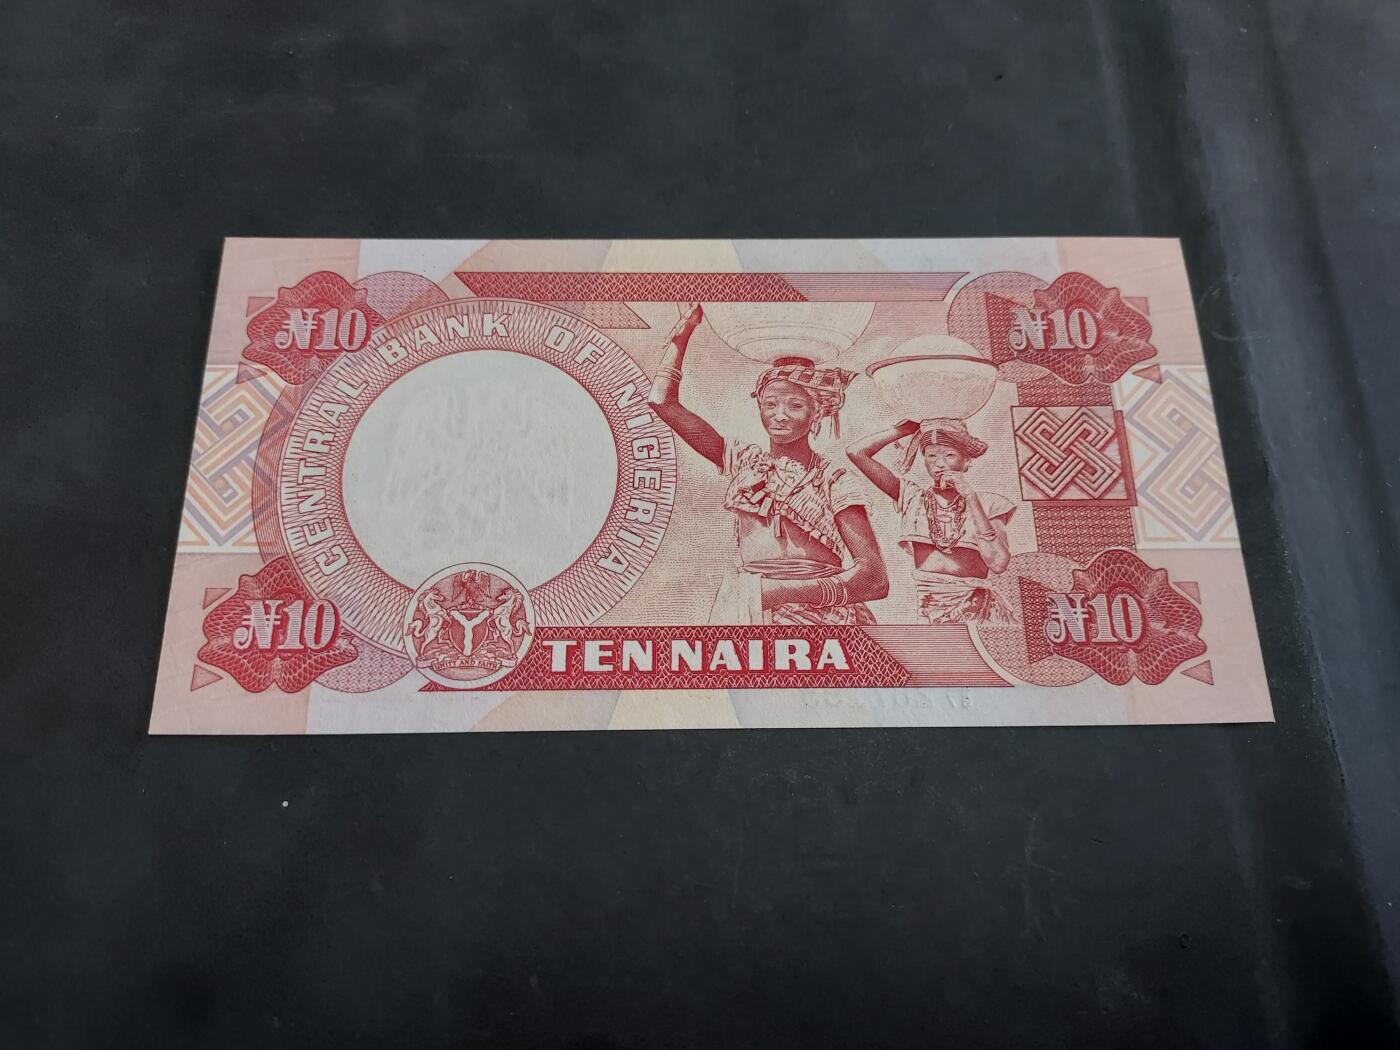 ₦10
CENTRAL BANK OF NIGERIA
₦10
₦10
UNITY AND FAITH
TEN NAIRA
₦10